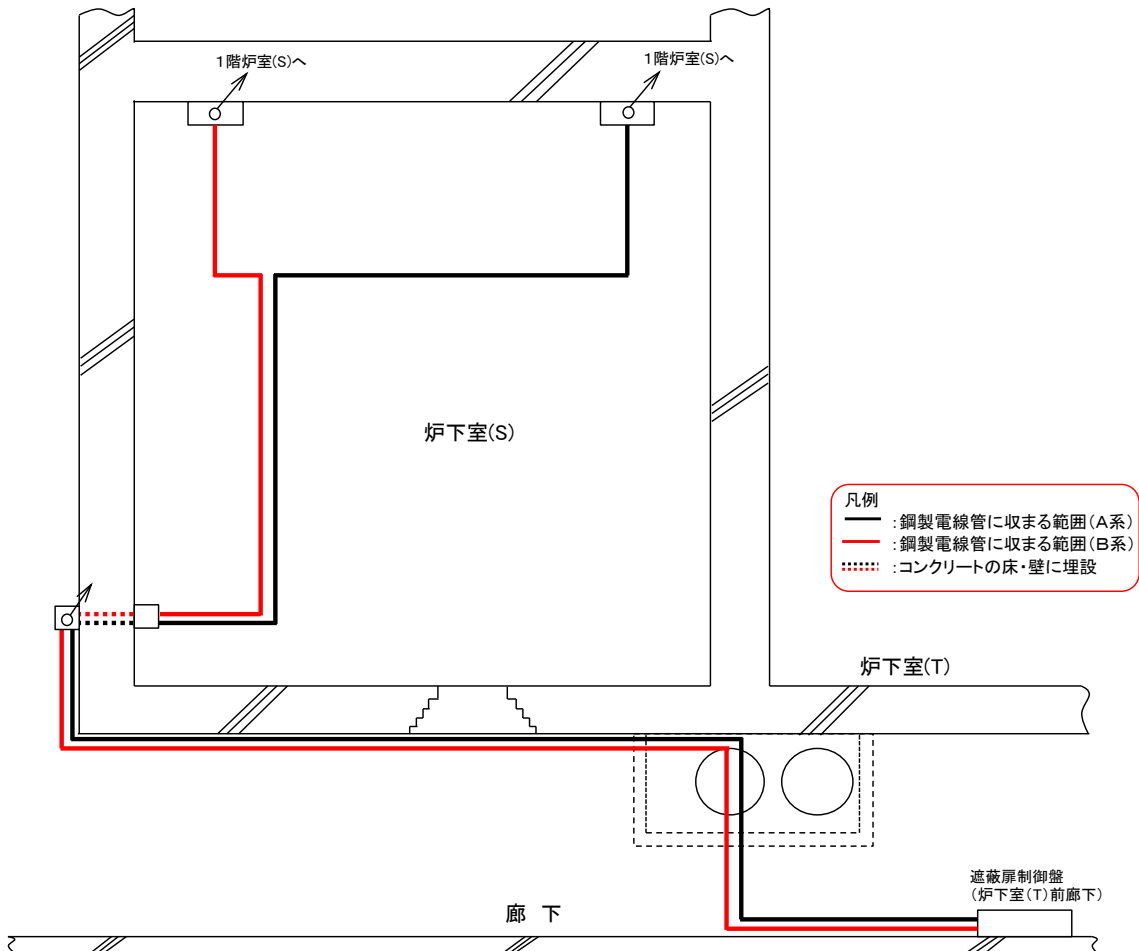 1階炉室(S)へ
1階炉室(S)へ
炉下室(S)
凡例
:鋼製電線管に収まる範囲(A系)
:鋼製電線管に収まる範囲(B系)
:コンクリートの床・壁に埋設
炉下室(T)
遮蔽扉制御盤
(炉下室(T)前廊下)
廊 下